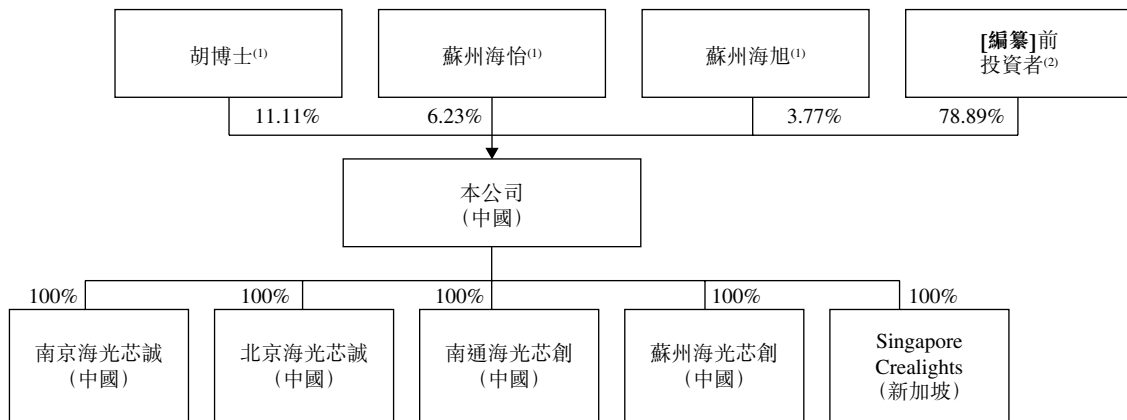 胡博士(1)
蘇州海怡(1)
蘇州海旭(1)
[編纂]前
投資者(2)
11.11%
6.23%
3.77%
78.89%
本公司
（中國）
100%
100%
100%
100%
100%
南京海光芯誠
（中國）
北京海光芯誠
（中國）
南通海光芯創
（中國）
蘇州海光芯創
（中國）
Singapore
Crealights
（新加坡）